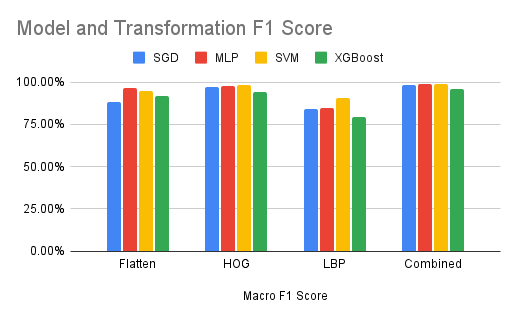 Model and Transformation F1 Score
SGD MLP SVM XGBoost
100.00%
75.00%
50.00%
25.00%
0.00%
Flatten HOG LBP Combined
Macro F1 Score